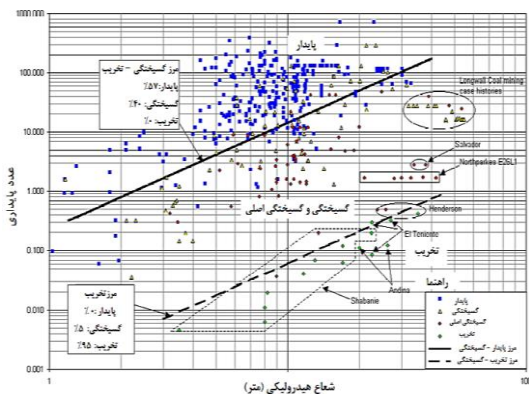 1000.000
100.000
10.000
1.000
0.100
0.010
0.001
عدد پایداری
پایدار
مرز گسیختگی - تخریب
پایدار: ۵۷٪
گسیختگی: ۴۰٪
تخریب: ۰٪
Longwall Coal mining
case histories
Salvador
Northparkes E26L1
گسیختگی و گسیختگی اصلی
Henderson
El Teniente
تخریب
راهنما
Andina
Shabanie
مرز تخریب
پایدار: ۰٪
گسیختگی: ۵٪
تخریب: ۹۵٪
پایدار
گسیختگی
گسیختگی اصلی
تخریب
مرز پایدار - گسیختگی
مرز تخریب - گسیختگی
1
10
شعاع هیدرولیکی (متر)